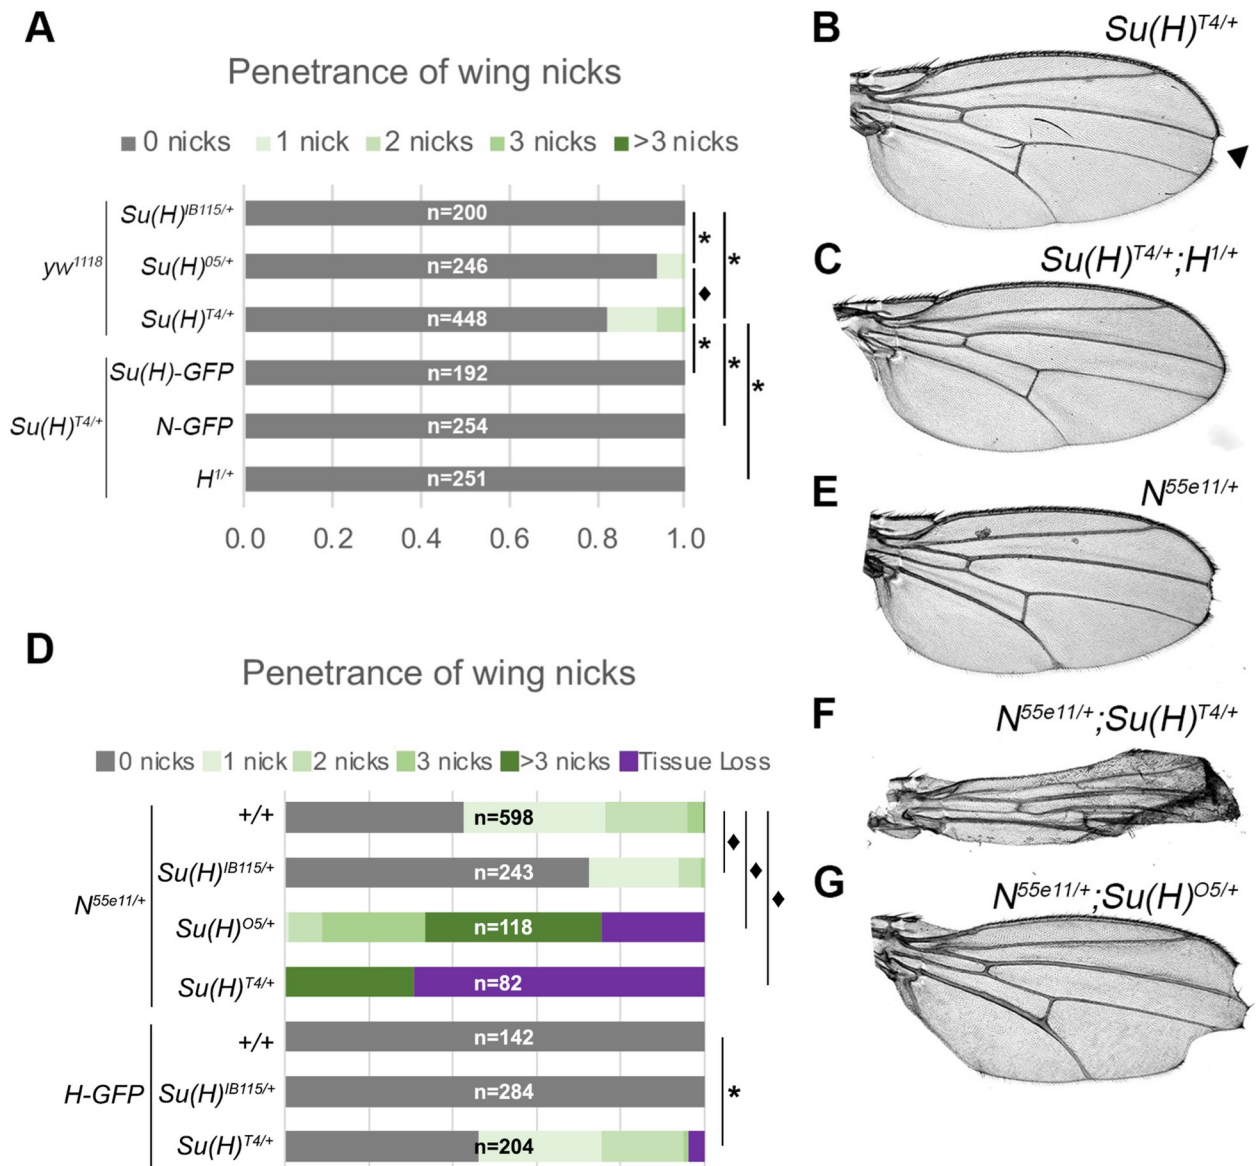 A
Penetrance of wing nicks
0 nicks 1 nick 2 nicks 3 nicks >3 nicks
yw1118
Su(H)IB115/+ n=200 *
Su(H)05/+ n=246 *
♦
Su(H)T4/+ n=448
*
Su(H)T4/+
Su(H)-GFP n=192 * *
N-GFP n=254
H1/+ n=251
0.0 0.2 0.4 0.6 0.8 1.0
B
Su(H)T4/+
C
Su(H)T4/+;H1/+
E
N55e11/+
D
Penetrance of wing nicks
0 nicks 1 nick 2 nicks 3 nicks >3 nicks Tissue Loss
N55e11/+
+/+ n=598
♦
Su(H)IB115/+ n=243 ♦
♦
Su(H)O5/+ n=118
Su(H)T4/+ n=82
H-GFP
+/+ n=142
Su(H)IB115/+ n=284 *
Su(H)T4/+ n=204
F
N55e11/+;Su(H)T4/+
G
N55e11/+;Su(H)O5/+